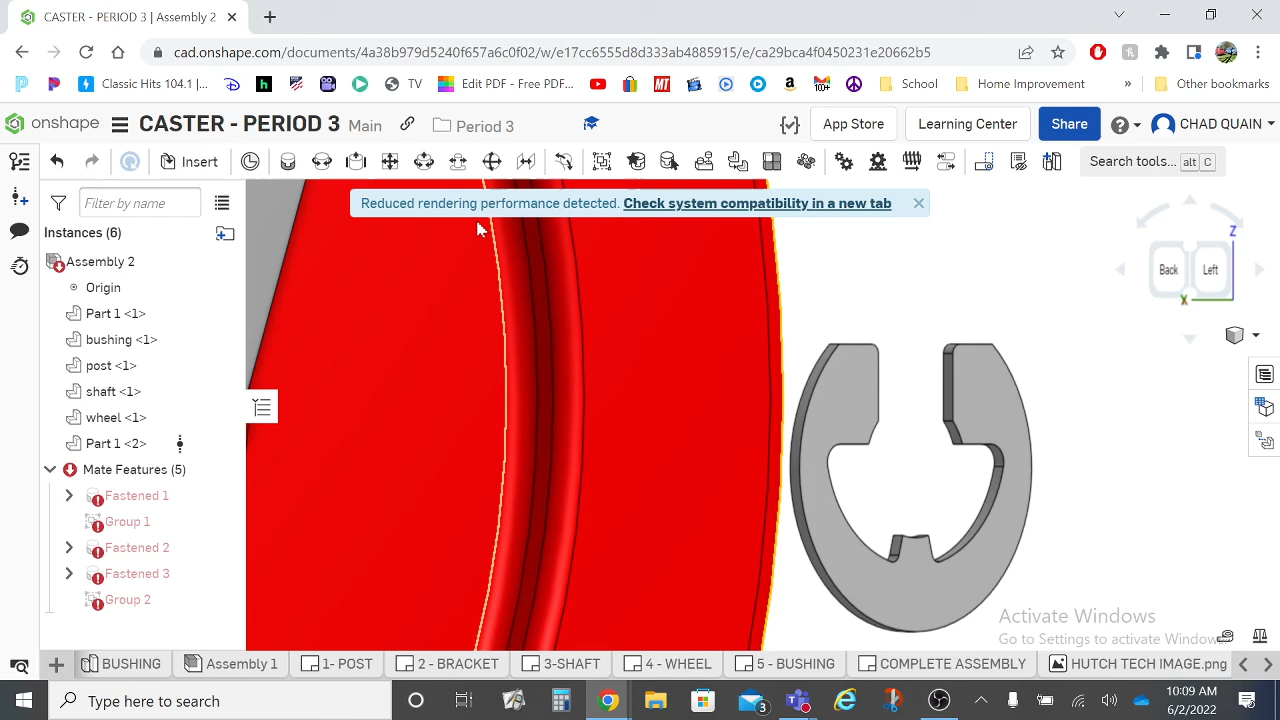 CASTER - PERIOD 3 | Assembly 2
cad.onshape.com/documents/4a38b979d5240f657a6c0f02/w/e17cc6555d8d333ab4885915/e/ca29bca4f0450231e20662b5
Classic Hits 104.1 |...
TV
Edit PDF - Free PDF...
MT
100+
School
Home Improvement
»
Other bookmarks
onshape
CASTER - PERIOD 3
Main
Period 3
App Store
Learning Center
Share
CHAD QUAIN
Insert
Search tools...
alt
C
Filter by name
Reduced rendering performance detected. Check system compatibility in a new tab
Instances (6)
Assembly 2
Origin
Part 1 <1>
bushing <1>
post <1>
shaft <1>
wheel <1>
Part 1 <2>
Mate Features (5)
Fastened 1
Group 1
Fastened 2
Fastened 3
Group 2
Z
Back
Left
X
Activate Windows
Go to Settings to activate Window
BUSHING
Assembly 1
1- POST
2 - BRACKET
3-SHAFT
4 - WHEEL
5 - BUSHING
COMPLETE ASSEMBLY
HUTCH TECH IMAGE.png
Type here to search
3
10:09 AM
6/2/2022